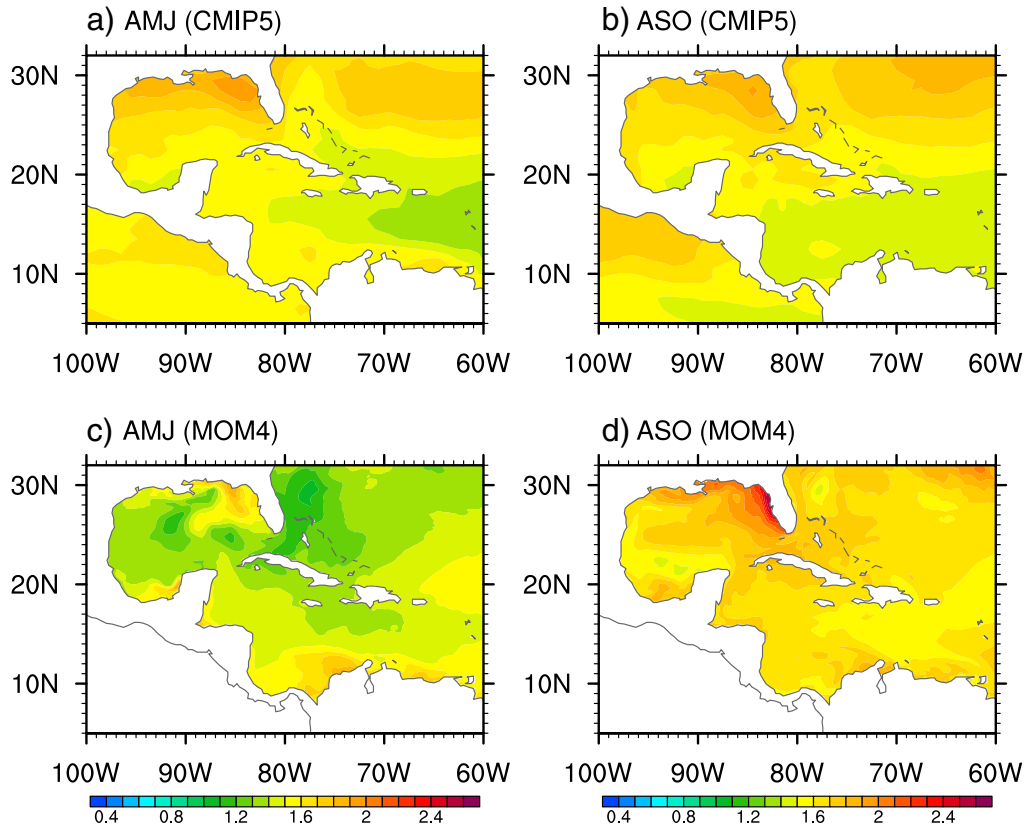 a) AMJ (CMIP5)
b) ASO (CMIP5)
30N
20N
10N
100W 90W 80W 70W 60W
30N
20N
10N
100W 90W 80W 70W 60W
c) AMJ (MOM4)
d) ASO (MOM4)
30N
20N
10N
100W 90W 80W 70W 60W
30N
20N
10N
100W 90W 80W 70W 60W
0.4 0.8 1.2 1.6 2 2.4
0.4 0.8 1.2 1.6 2 2.4